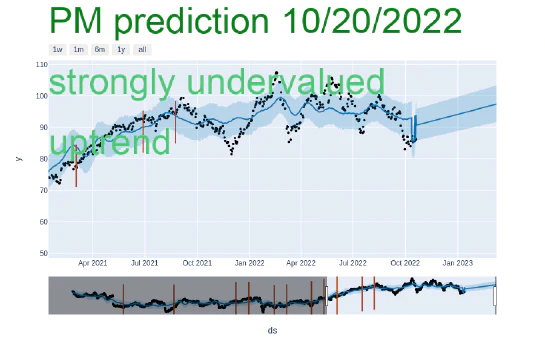 PM prediction 10/20/2022
1w 1m 6m 1y all
strongly undervalued
uptrend
110
100
90
80
70
60
50
y
Apr 2021 Jul 2021 Oct 2021 Jan 2022 Apr 2022 Jul 2022 Oct 2022 Jan 2023
ds